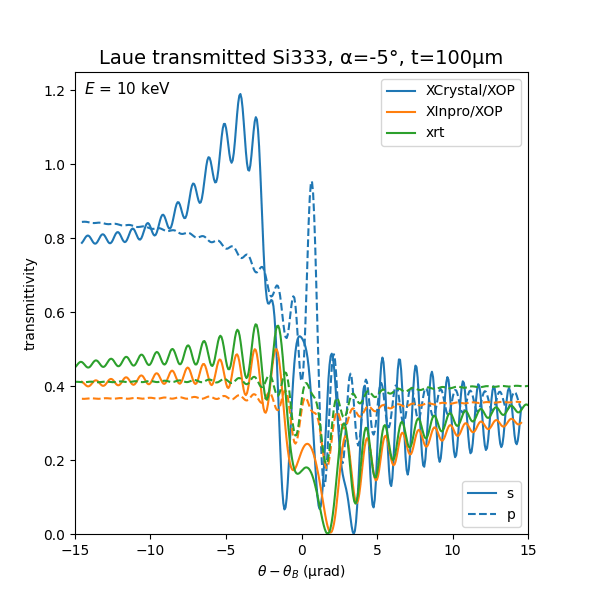 Laue transmitted Si333, α=-5°, t=100μm
E = 10 keV
XCrystal/XOP
XInpro/XOP
xrt
s
p
transmittivity
1.2
1.0
0.8
0.6
0.4
0.2
0.0
−15
−10
−5
0
5
10
15
θ − θ_B (μrad)